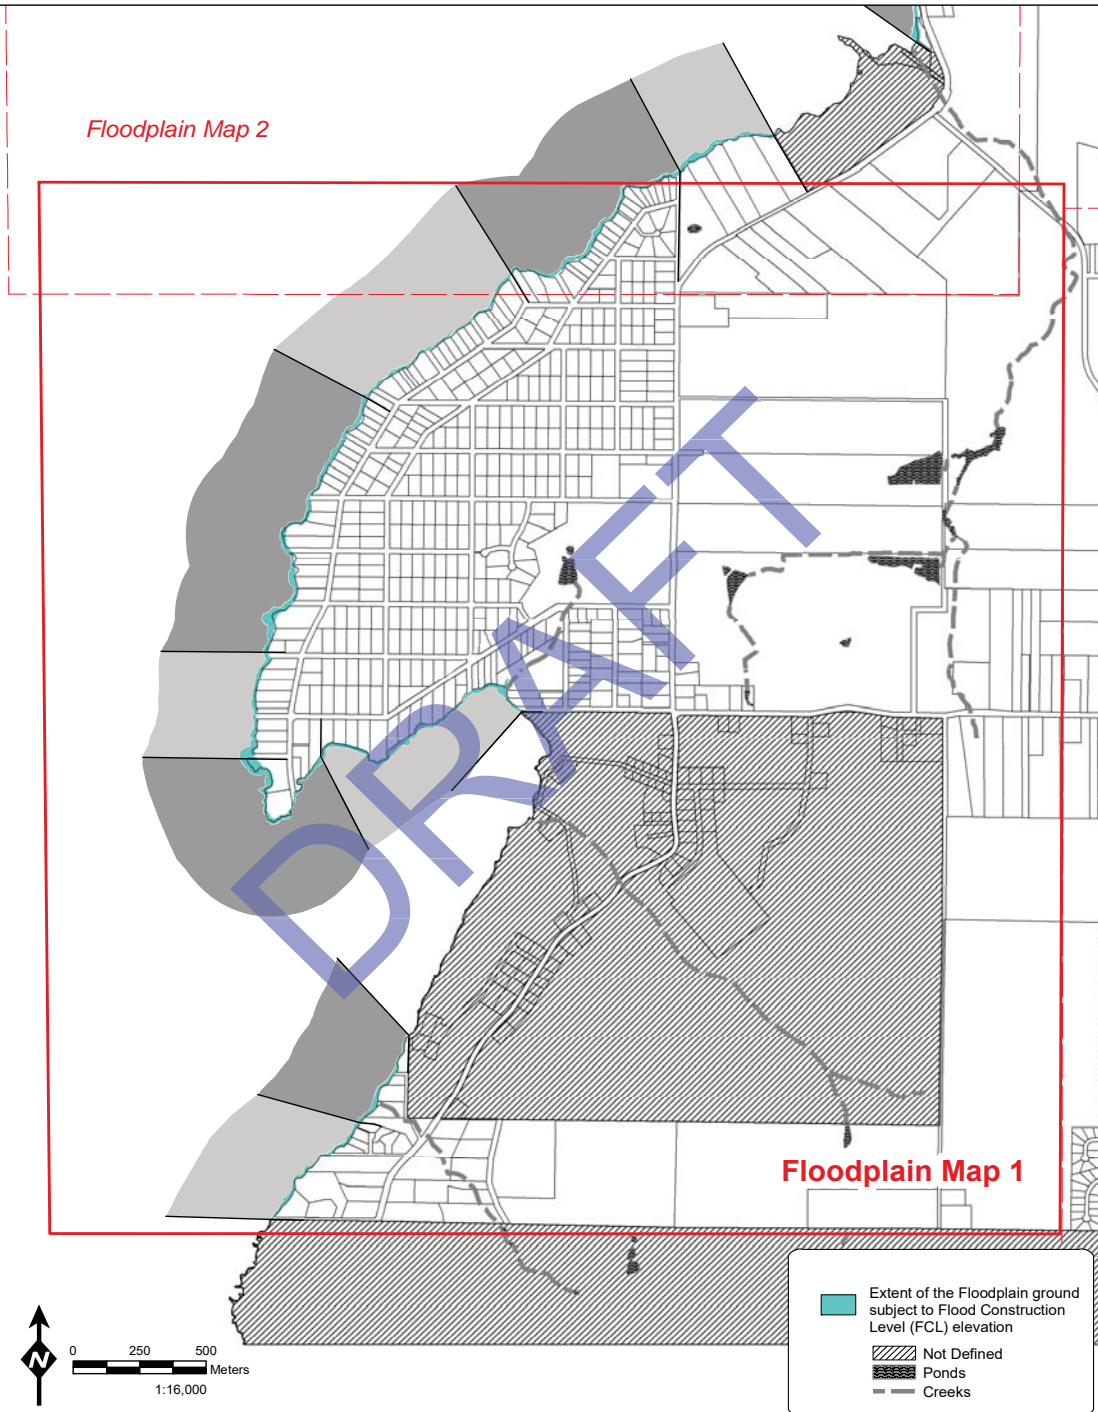 Floodplain Map 2
DRAFT
Floodplain Map 1
Extent of the Floodplain ground
subject to Flood Construction
Level (FCL) elevation
Not Defined
Ponds
Creeks
N
0 250 500
Meters
1:16,000